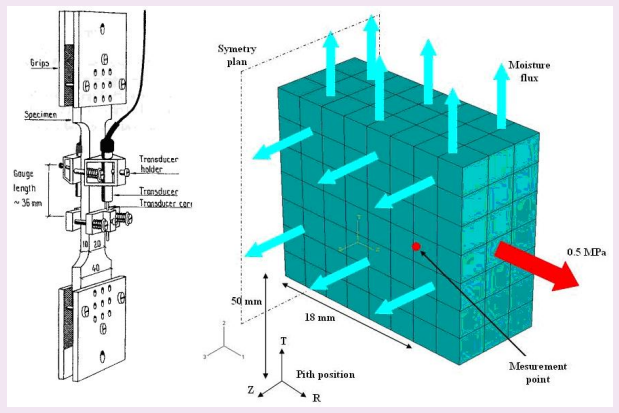 Grips
Specimen
Gauge
length
~ 36 mm
Transducer
holder
Transducer
Transducer core
10
20
40
Symetry
plan
Moisture
flux
0.5 MPa
50 mm
18 mm
T
Pith position
Z
R
Mesurement
point
2
3
1